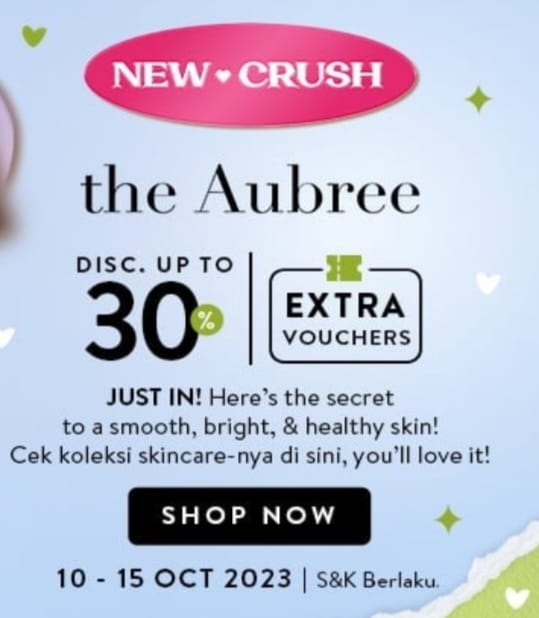 NEW ♥ CRUSH
the Aubree
DISC. UP TO
30%
EXTRA
VOUCHERS
JUST IN! Here's the secret
to a smooth, bright, & healthy skin!
Cek koleksi skincare-nya di sini, you'll love it!
SHOP NOW
10 - 15 OCT 2023 | S&K Berlaku.